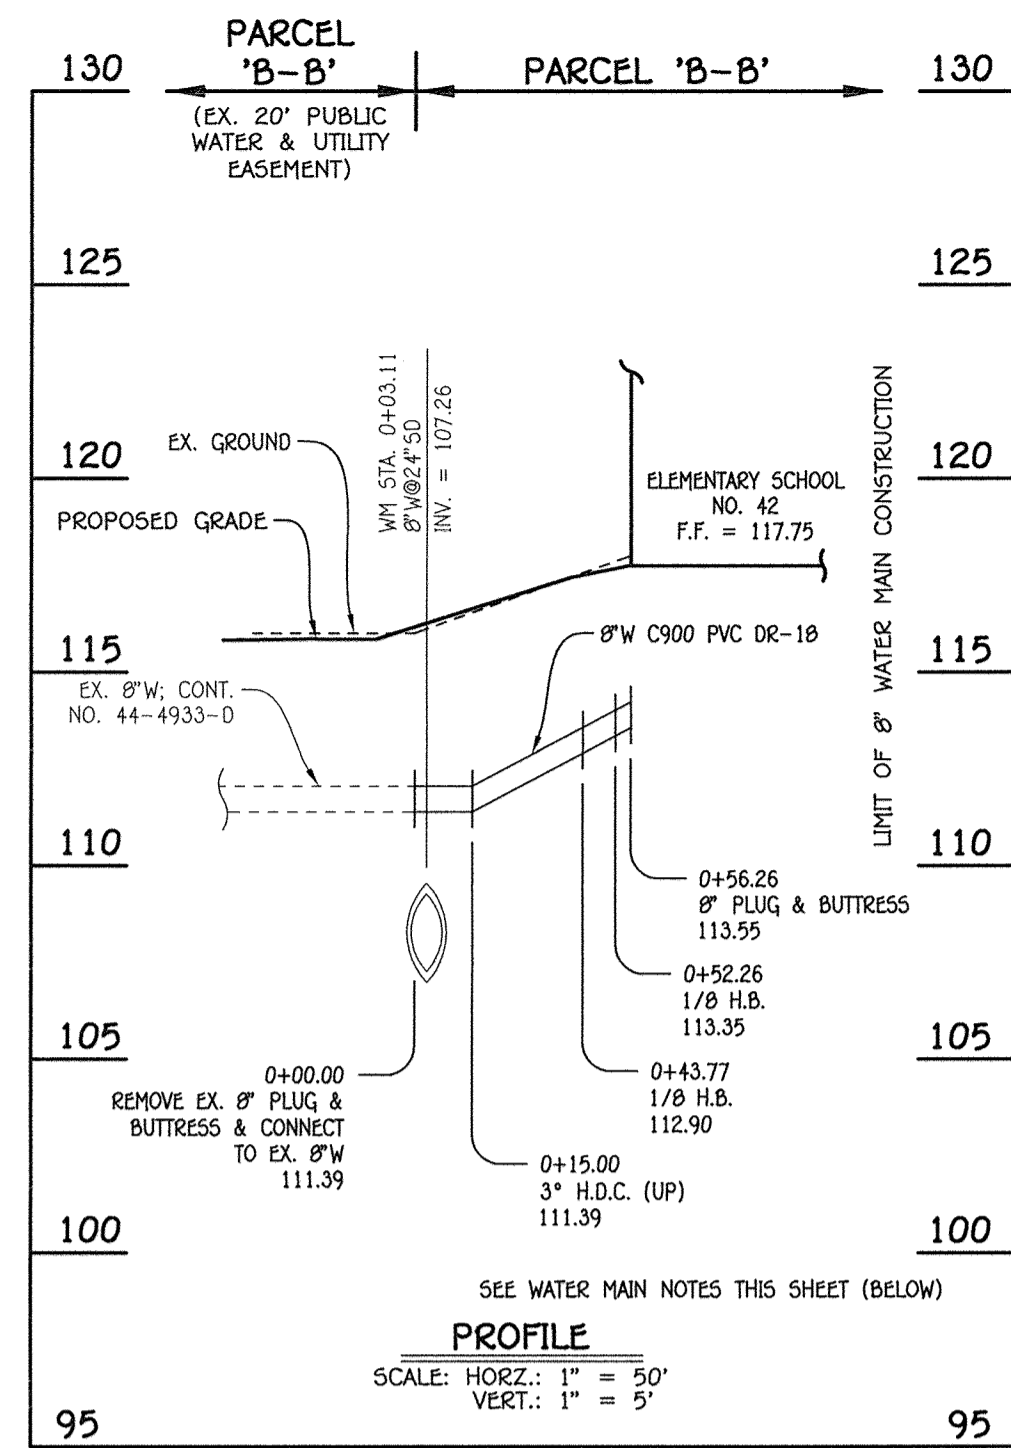 PARCEL
'B-B'
PARCEL 'B-B'
130
130
(EX. 20' PUBLIC
WATER & UTILITY
EASEMENT)
125
125
WM STA. 0+03.11
8"W@24"SD
INV. = 107.26
EX. GROUND
120
120
ELEMENTARY SCHOOL
NO. 42
F.F. = 117.75
PROPOSED GRADE
LIMIT OF 8" WATER MAIN CONSTRUCTION
8"W C900 PVC DR-18
115
115
EX. 8"W; CONT.
NO. 44-4933-D
110
110
0+56.26
8" PLUG & BUTTRESS
113.55
0+52.26
1/8 H.B.
113.35
105
105
0+43.77
1/8 H.B.
112.90
0+00.00
REMOVE EX. 8" PLUG &
BUTTRESS & CONNECT
TO EX. 8"W
111.39
0+15.00
3° H.D.C. (UP)
111.39
100
100
SEE WATER MAIN NOTES THIS SHEET (BELOW)
PROFILE
SCALE: HORZ.: 1" = 50'
VERT.: 1" = 5'
95
95